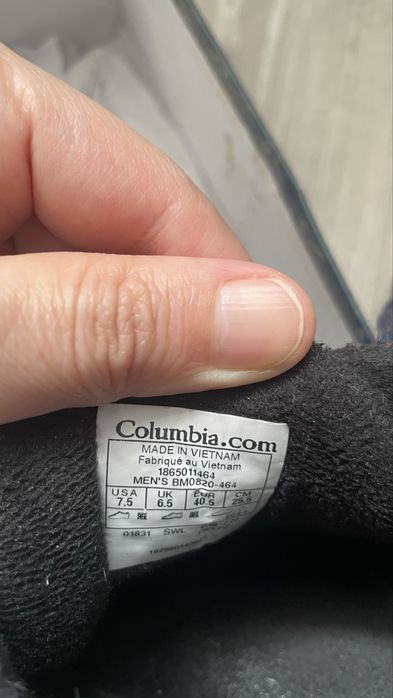 Columbia.com
MADE IN VIETNAM
Fabriqué au Vietnam
1865011464
MEN'S BM0820-464
USA UK EUR CM
7.5 6.5 40.5 25.5
01831 SWL